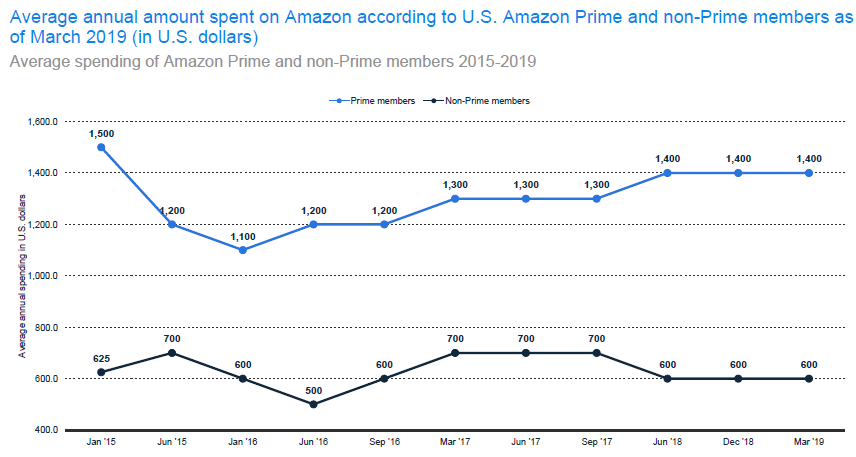 Average annual amount spent on Amazon according to U.S. Amazon Prime and non-Prime members as
of March 2019 (in U.S. dollars)
Average spending of Amazon Prime and non-Prime members 2015-2019
Prime members Non-Prime members
1,600.0
1,500
1,400.0
1,400 1,400 1,400
1,300 1,300 1,300
1,200.0
1,200 1,100 1,200 1,200
1,000.0
800.0
600.0
625 700 600 500 600 700 700 700 600 600 600
400.0
Average annual spending in U.S. dollars
Jan '15 Jun '15 Jan '16 Jun '16 Sep '16 Mar '17 Jun '17 Sep '17 Jun '18 Dec '18 Mar '19